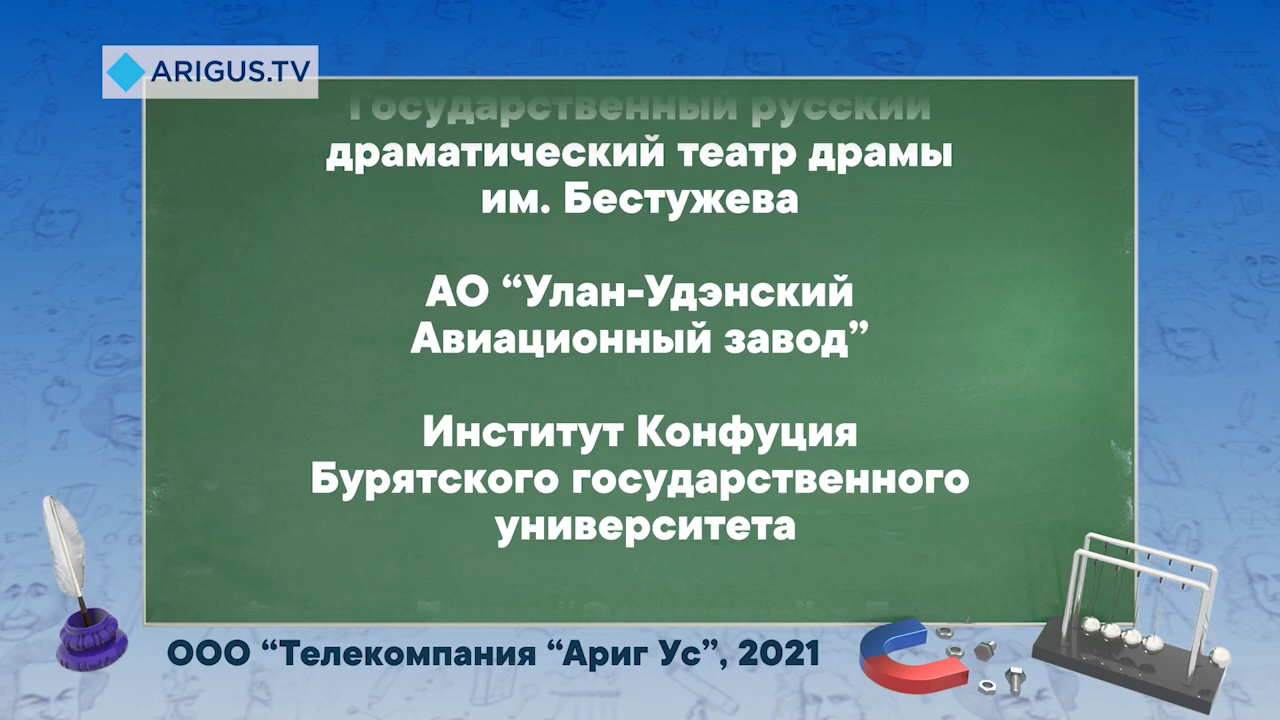 ARIGUS.TV
Государственный русский
драматический театр драмы
им. Бестужева
АО “Улан-Удэнский
Авиационный завод”
Институт Конфуция
Бурятского государственного
университета
ООО “Телекомпания “Ариг Ус”, 2021